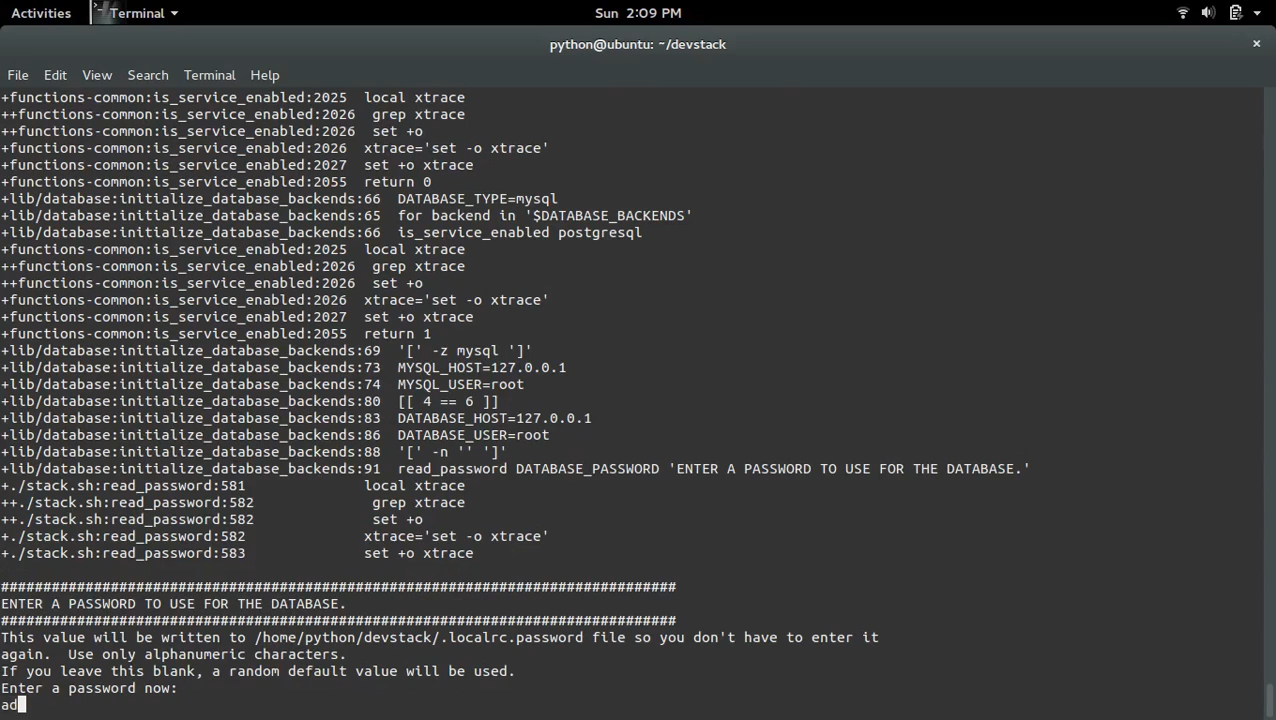 Activities Terminal Sun 2:09 PM
python@ubuntu: ~/devstack ×
File Edit View Search Terminal Help
+functions-common:is_service_enabled:2025  local xtrace
++functions-common:is_service_enabled:2026  grep xtrace
++functions-common:is_service_enabled:2026  set +o
+functions-common:is_service_enabled:2026  xtrace='set -o xtrace'
+functions-common:is_service_enabled:2027  set +o xtrace
+functions-common:is_service_enabled:2055  return 0
+lib/database:initialize_database_backends:66  DATABASE_TYPE=mysql
+lib/database:initialize_database_backends:65  for backend in '$DATABASE_BACKENDS'
+lib/database:initialize_database_backends:66  is_service_enabled postgresql
+functions-common:is_service_enabled:2025  local xtrace
++functions-common:is_service_enabled:2026  grep xtrace
++functions-common:is_service_enabled:2026  set +o
+functions-common:is_service_enabled:2026  xtrace='set -o xtrace'
+functions-common:is_service_enabled:2027  set +o xtrace
+functions-common:is_service_enabled:2055  return 1
+lib/database:initialize_database_backends:69  '[' -z mysql ']'
+lib/database:initialize_database_backends:73  MYSQL_HOST=127.0.0.1
+lib/database:initialize_database_backends:74  MYSQL_USER=root
+lib/database:initialize_database_backends:80  [[ 4 == 6 ]]
+lib/database:initialize_database_backends:83  DATABASE_HOST=127.0.0.1
+lib/database:initialize_database_backends:86  DATABASE_USER=root
+lib/database:initialize_database_backends:88  '[' -n '' ']'
+lib/database:initialize_database_backends:91  read_password DATABASE_PASSWORD 'ENTER A PASSWORD TO USE FOR THE DATABASE.'
+./stack.sh:read_password:581              local xtrace
++./stack.sh:read_password:582              grep xtrace
++./stack.sh:read_password:582              set +o
+./stack.sh:read_password:582              xtrace='set -o xtrace'
+./stack.sh:read_password:583              set +o xtrace
################################################################################
ENTER A PASSWORD TO USE FOR THE DATABASE.
################################################################################
This value will be written to /home/python/devstack/.localrc.password file so you don't have to enter it
again.  Use only alphanumeric characters.
If you leave this blank, a random default value will be used.
Enter a password now:
ad